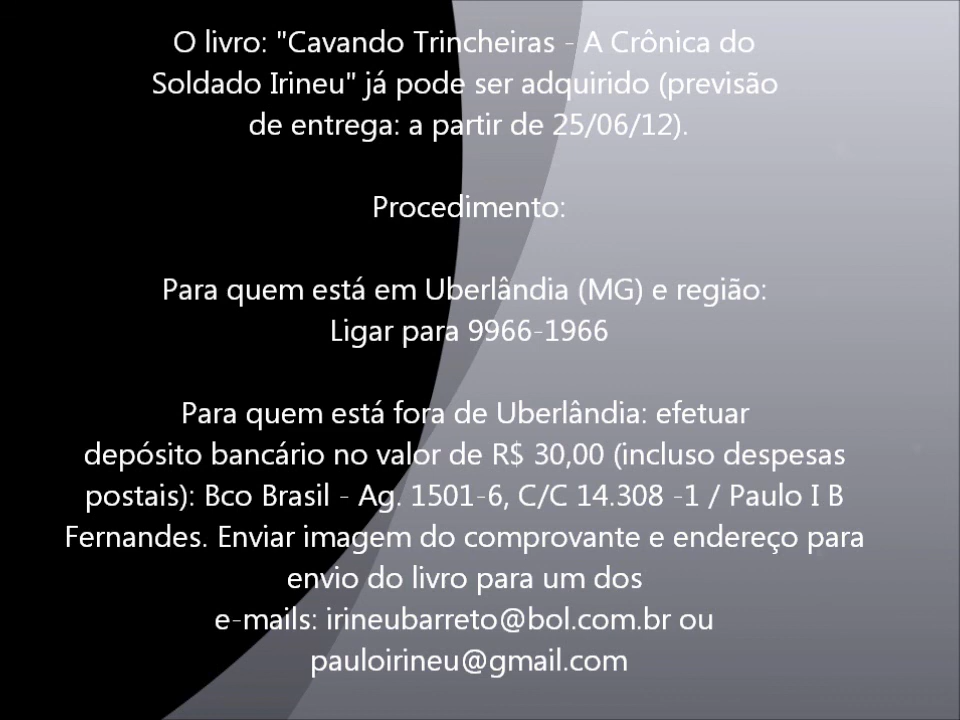 O livro: "Cavando Trincheiras - A Crônica do
Soldado Irineu" já pode ser adquirido (previsão
de entrega: a partir de 25/06/12).
Procedimento:
Para quem está em Uberlândia (MG) e região:
Ligar para 9966-1966
Para quem está fora de Uberlândia: efetuar
depósito bancário no valor de R$ 30,00 (incluso despesas
postais): Bco Brasil - Ag. 1501-6, C/C 14.308 -1 / Paulo I B
Fernandes. Enviar imagem do comprovante e endereço para
envio do livro para um dos
e-mails: irineubarreto@bol.com.br ou
pauloirineu@gmail.com